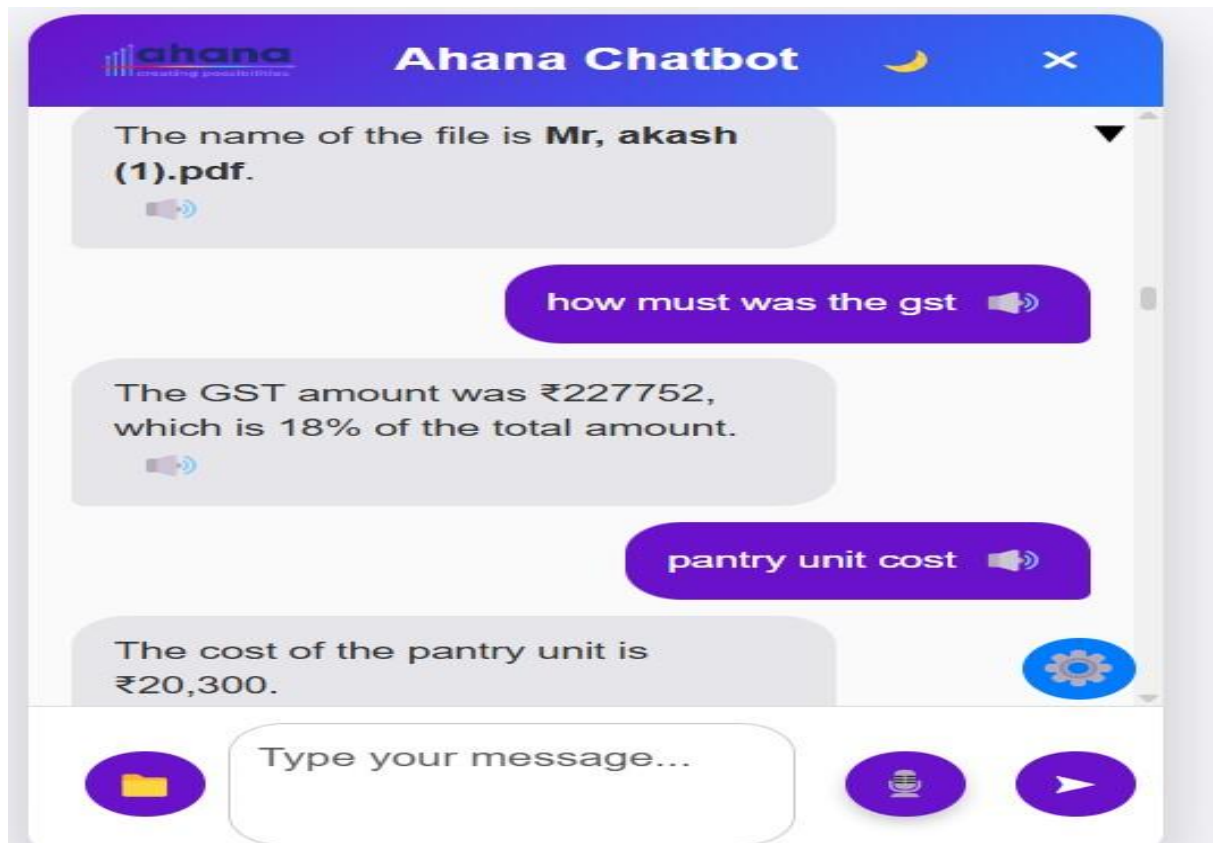 ahana
creating possibilities
Ahana Chatbot
The name of the file is Mr, akash
(1).pdf.
how must was the gst
The GST amount was ₹227752,
which is 18% of the total amount.
pantry unit cost
The cost of the pantry unit is
₹20,300.
Type your message...